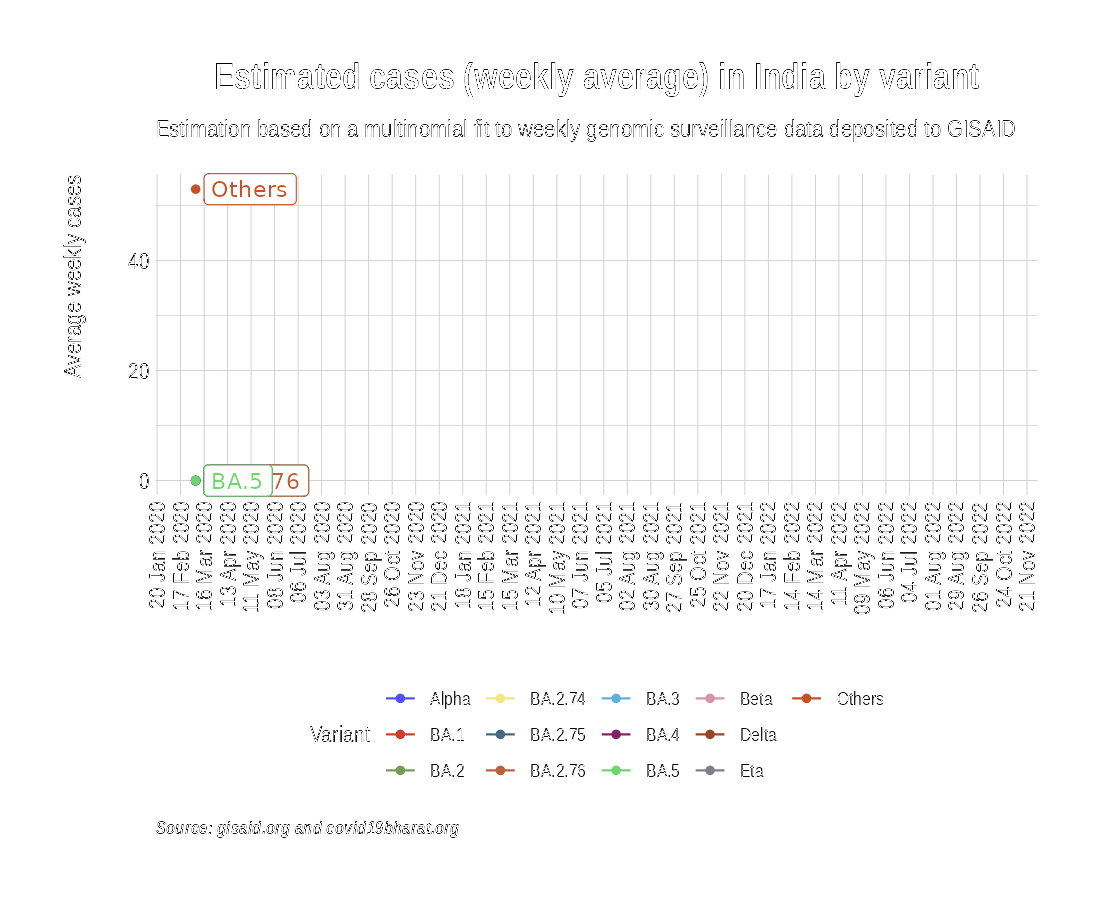 Estimated cases (weekly average) in India by variant
Estimation based on a multinomial fit to weekly genomic surveillance data deposited to GISAID
Average weekly cases
Others
40
20
0
BA.5
76
20 Jan 2020
17 Feb 2020
16 Mar 2020
13 Apr 2020
11 May 2020
08 Jun 2020
06 Jul 2020
03 Aug 2020
31 Aug 2020
28 Sep 2020
26 Oct 2020
23 Nov 2020
21 Dec 2020
18 Jan 2021
15 Feb 2021
15 Mar 2021
12 Apr 2021
10 May 2021
07 Jun 2021
05 Jul 2021
02 Aug 2021
30 Aug 2021
27 Sep 2021
25 Oct 2021
22 Nov 2021
20 Dec 2021
17 Jan 2022
14 Feb 2022
14 Mar 2022
11 Apr 2022
09 May 2022
06 Jun 2022
04 Jul 2022
01 Aug 2022
29 Aug 2022
26 Sep 2022
24 Oct 2022
21 Nov 2022
Alpha BA.2.74 BA.3 Beta Others
Variant BA.1 BA.2.75 BA.4 Delta
BA.2 BA.2.76 BA.5 Eta
Source: gisaid.org and covid19bharat.org